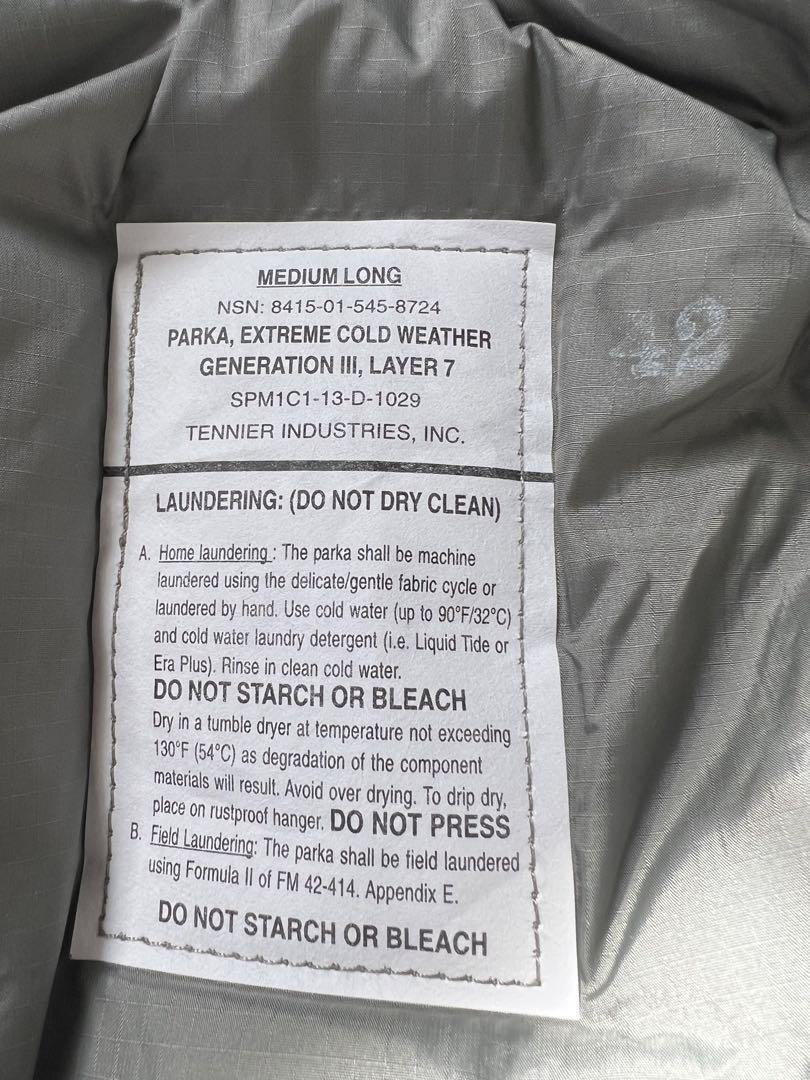 MEDIUM LONG
NSN: 8415-01-545-8724
PARKA, EXTREME COLD WEATHER
GENERATION III, LAYER 7
SPM1C1-13-D-1029
TENNIER INDUSTRIES, INC.
LAUNDERING: (DO NOT DRY CLEAN)
A. Home laundering : The parka shall be machine
laundered using the delicate/gentle fabric cycle or
laundered by hand. Use cold water (up to 90°F/32°C)
and cold water laundry detergent (i.e. Liquid Tide or
Era Plus). Rinse in clean cold water.
DO NOT STARCH OR BLEACH
Dry in a tumble dryer at temperature not exceeding
130°F (54°C) as degradation of the component
materials will result. Avoid over drying. To drip dry,
place on rustproof hanger. DO NOT PRESS
B. Field Laundering: The parka shall be field laundered
using Formula II of FM 42-414. Appendix E.
DO NOT STARCH OR BLEACH
42